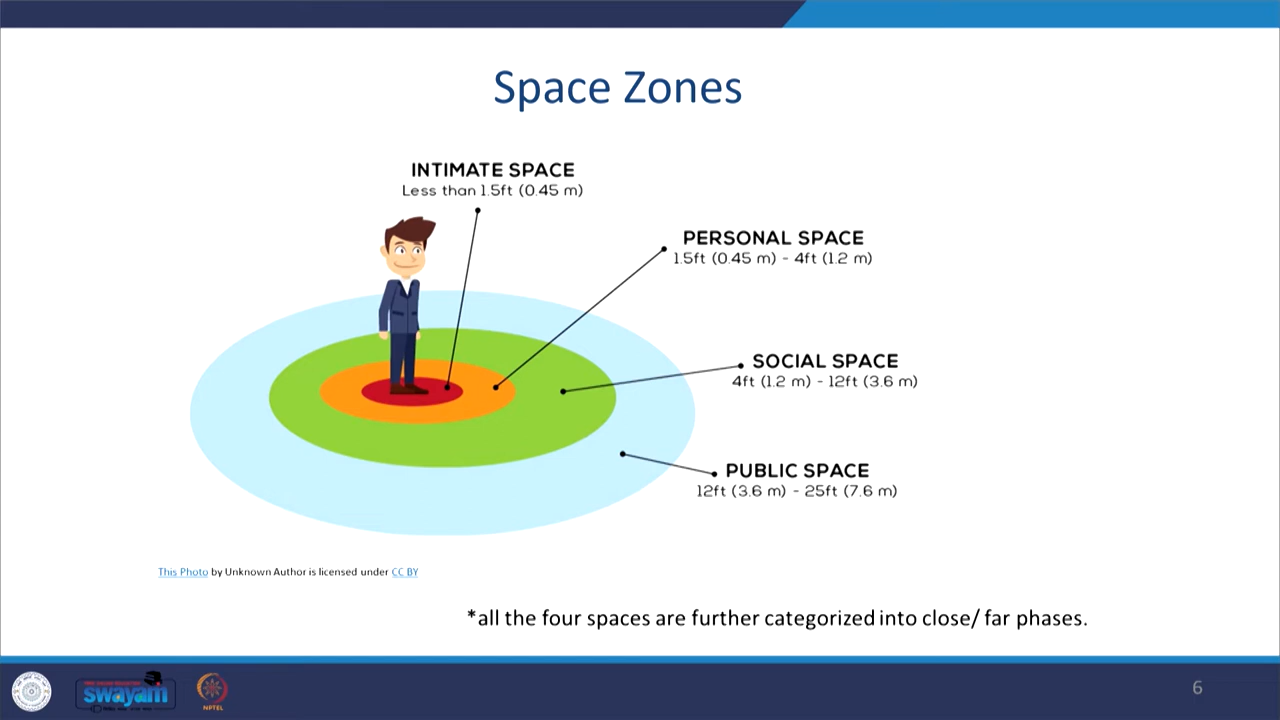 Space Zones
INTIMATE SPACE
Less than 1.5ft (0.45 m)
PERSONAL SPACE
1.5ft (0.45 m) - 4ft (1.2 m)
SOCIAL SPACE
4ft (1.2 m) - 12ft (3.6 m)
PUBLIC SPACE
12ft (3.6 m) - 25ft (7.6 m)
This Photo by Unknown Author is licensed under CC BY
*all the four spaces are further categorized into close/ far phases.
swayam
NPTEL
6